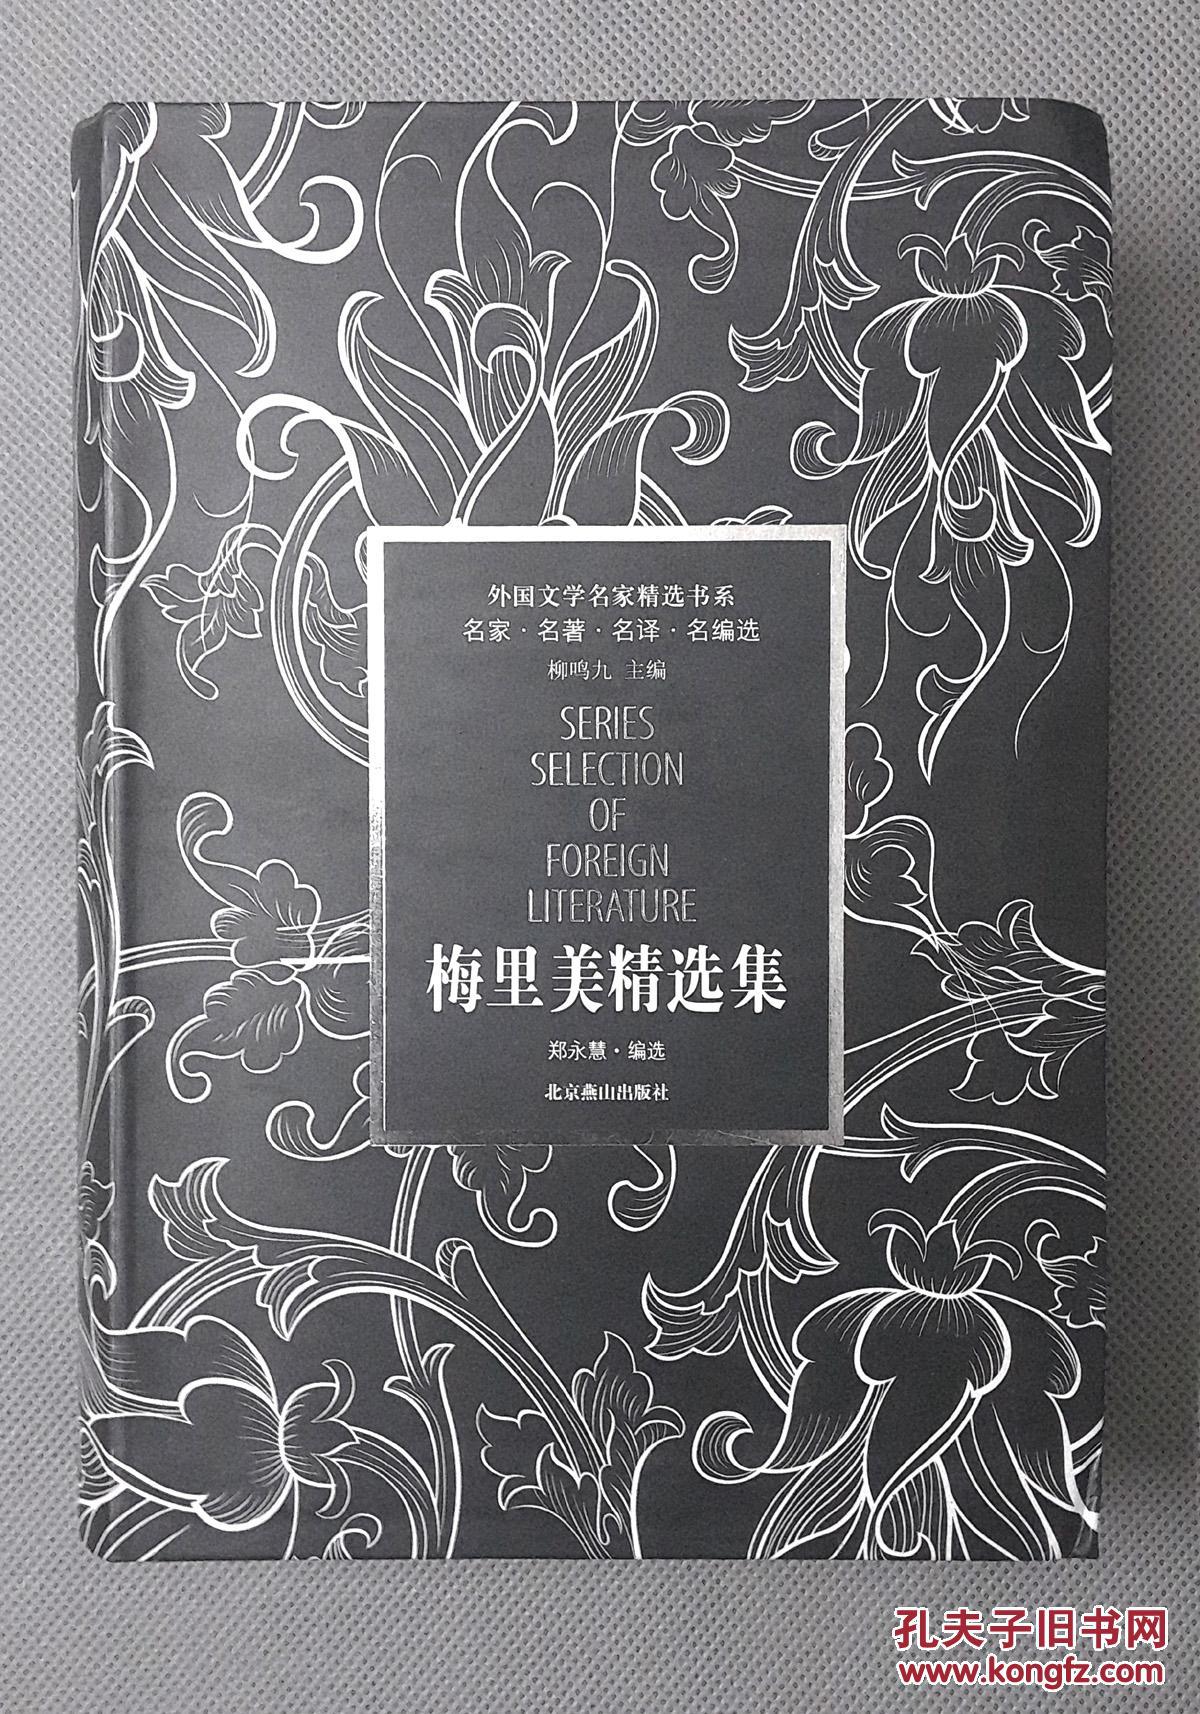 外国文学名家精选书系
名家·名著·名译·名编选
柳鸣九 主编
SERIES
SELECTION
OF
FOREIGN
LITERATURE
梅里美精选集
郑永慧·编选
北京燕山出版社
孔夫子旧书网
www.kongfz.com